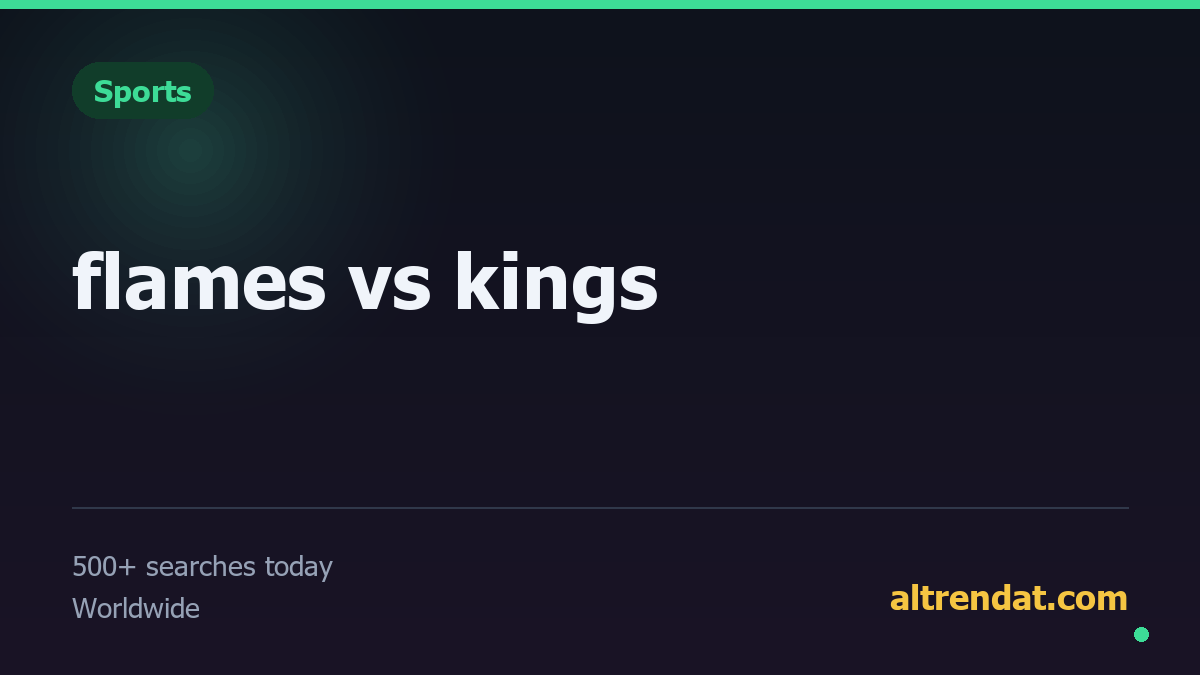 Sports
flames vs kings
500+ searches today
Worldwide
altrendat.com